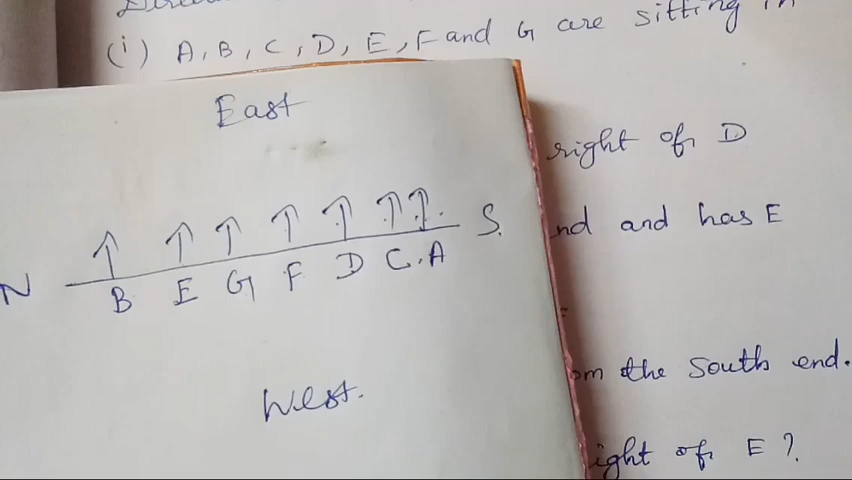 (i) A, B, C, D, E, F and G are sitting in
East
right of D
nd and has E
N S.
B E G F D C. A
om the south end.
West.
ight of E?